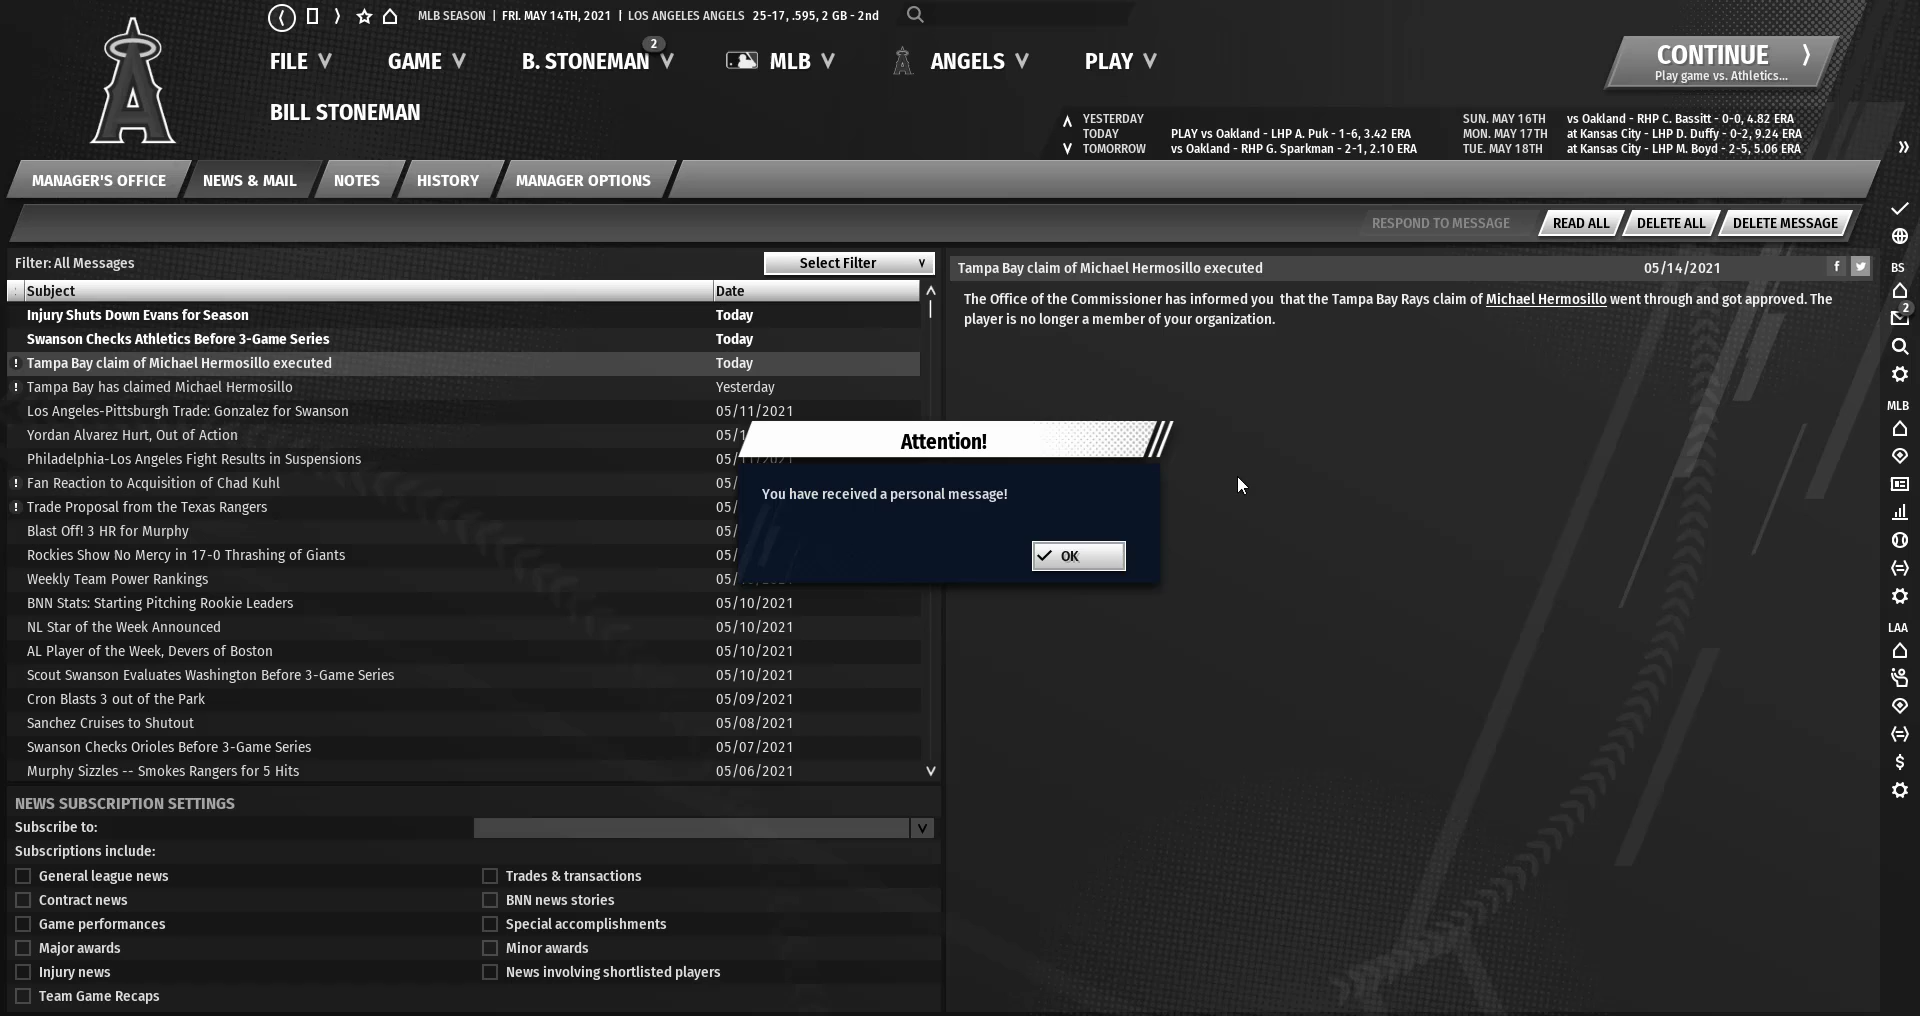 MLB SEASON | FRI. MAY 14TH, 2021 | LOS ANGELES ANGELS 25-17, .595, 2 GB - 2nd
FILE
GAME
B. STONEMAN
2
MLB
ANGELS
PLAY
CONTINUE
Play game vs. Athletics...
BILL STONEMAN
YESTERDAY
TODAY PLAY vs Oakland - LHP A. Puk - 1-6, 3.42 ERA
TOMORROW vs Oakland - RHP G. Sparkman - 2-1, 2.10 ERA
SUN. MAY 16TH vs Oakland - RHP C. Bassitt - 0-0, 4.82 ERA
MON. MAY 17TH at Kansas City - LHP D. Duffy - 0-2, 9.24 ERA
TUE. MAY 18TH at Kansas City - LHP M. Boyd - 2-5, 5.06 ERA
MANAGER'S OFFICE
NEWS & MAIL
NOTES
HISTORY
MANAGER OPTIONS
RESPOND TO MESSAGE
READ ALL
DELETE ALL
DELETE MESSAGE
Filter: All Messages
Select Filter
Subject Date
Injury Shuts Down Evans for Season Today
Swanson Checks Athletics Before 3-Game Series Today
! Tampa Bay claim of Michael Hermosillo executed Today
! Tampa Bay has claimed Michael Hermosillo Yesterday
Los Angeles-Pittsburgh Trade: Gonzalez for Swanson 05/11/2021
Yordan Alvarez Hurt, Out of Action 05/1
Philadelphia-Los Angeles Fight Results in Suspensions 05/11/2021
! Fan Reaction to Acquisition of Chad Kuhl 05/
! Trade Proposal from the Texas Rangers 05/
Blast Off! 3 HR for Murphy 05/
Rockies Show No Mercy in 17-0 Thrashing of Giants 05/
Weekly Team Power Rankings 05/10/2021
BNN Stats: Starting Pitching Rookie Leaders 05/10/2021
NL Star of the Week Announced 05/10/2021
AL Player of the Week, Devers of Boston 05/10/2021
Scout Swanson Evaluates Washington Before 3-Game Series 05/10/2021
Cron Blasts 3 out of the Park 05/09/2021
Sanchez Cruises to Shutout 05/08/2021
Swanson Checks Orioles Before 3-Game Series 05/07/2021
Murphy Sizzles -- Smokes Rangers for 5 Hits 05/06/2021
Tampa Bay claim of Michael Hermosillo executed 05/14/2021
The Office of the Commissioner has informed you that the Tampa Bay Rays claim of Michael Hermosillo went through and got approved. The
player is no longer a member of your organization.
Attention!
You have received a personal message!
OK
NEWS SUBSCRIPTION SETTINGS
Subscribe to:
Subscriptions include:
General league news
Trades & transactions
Contract news
BNN news stories
Game performances
Special accomplishments
Major awards
Minor awards
Injury news
News involving shortlisted players
Team Game Recaps
BS
2
MLB
LAA